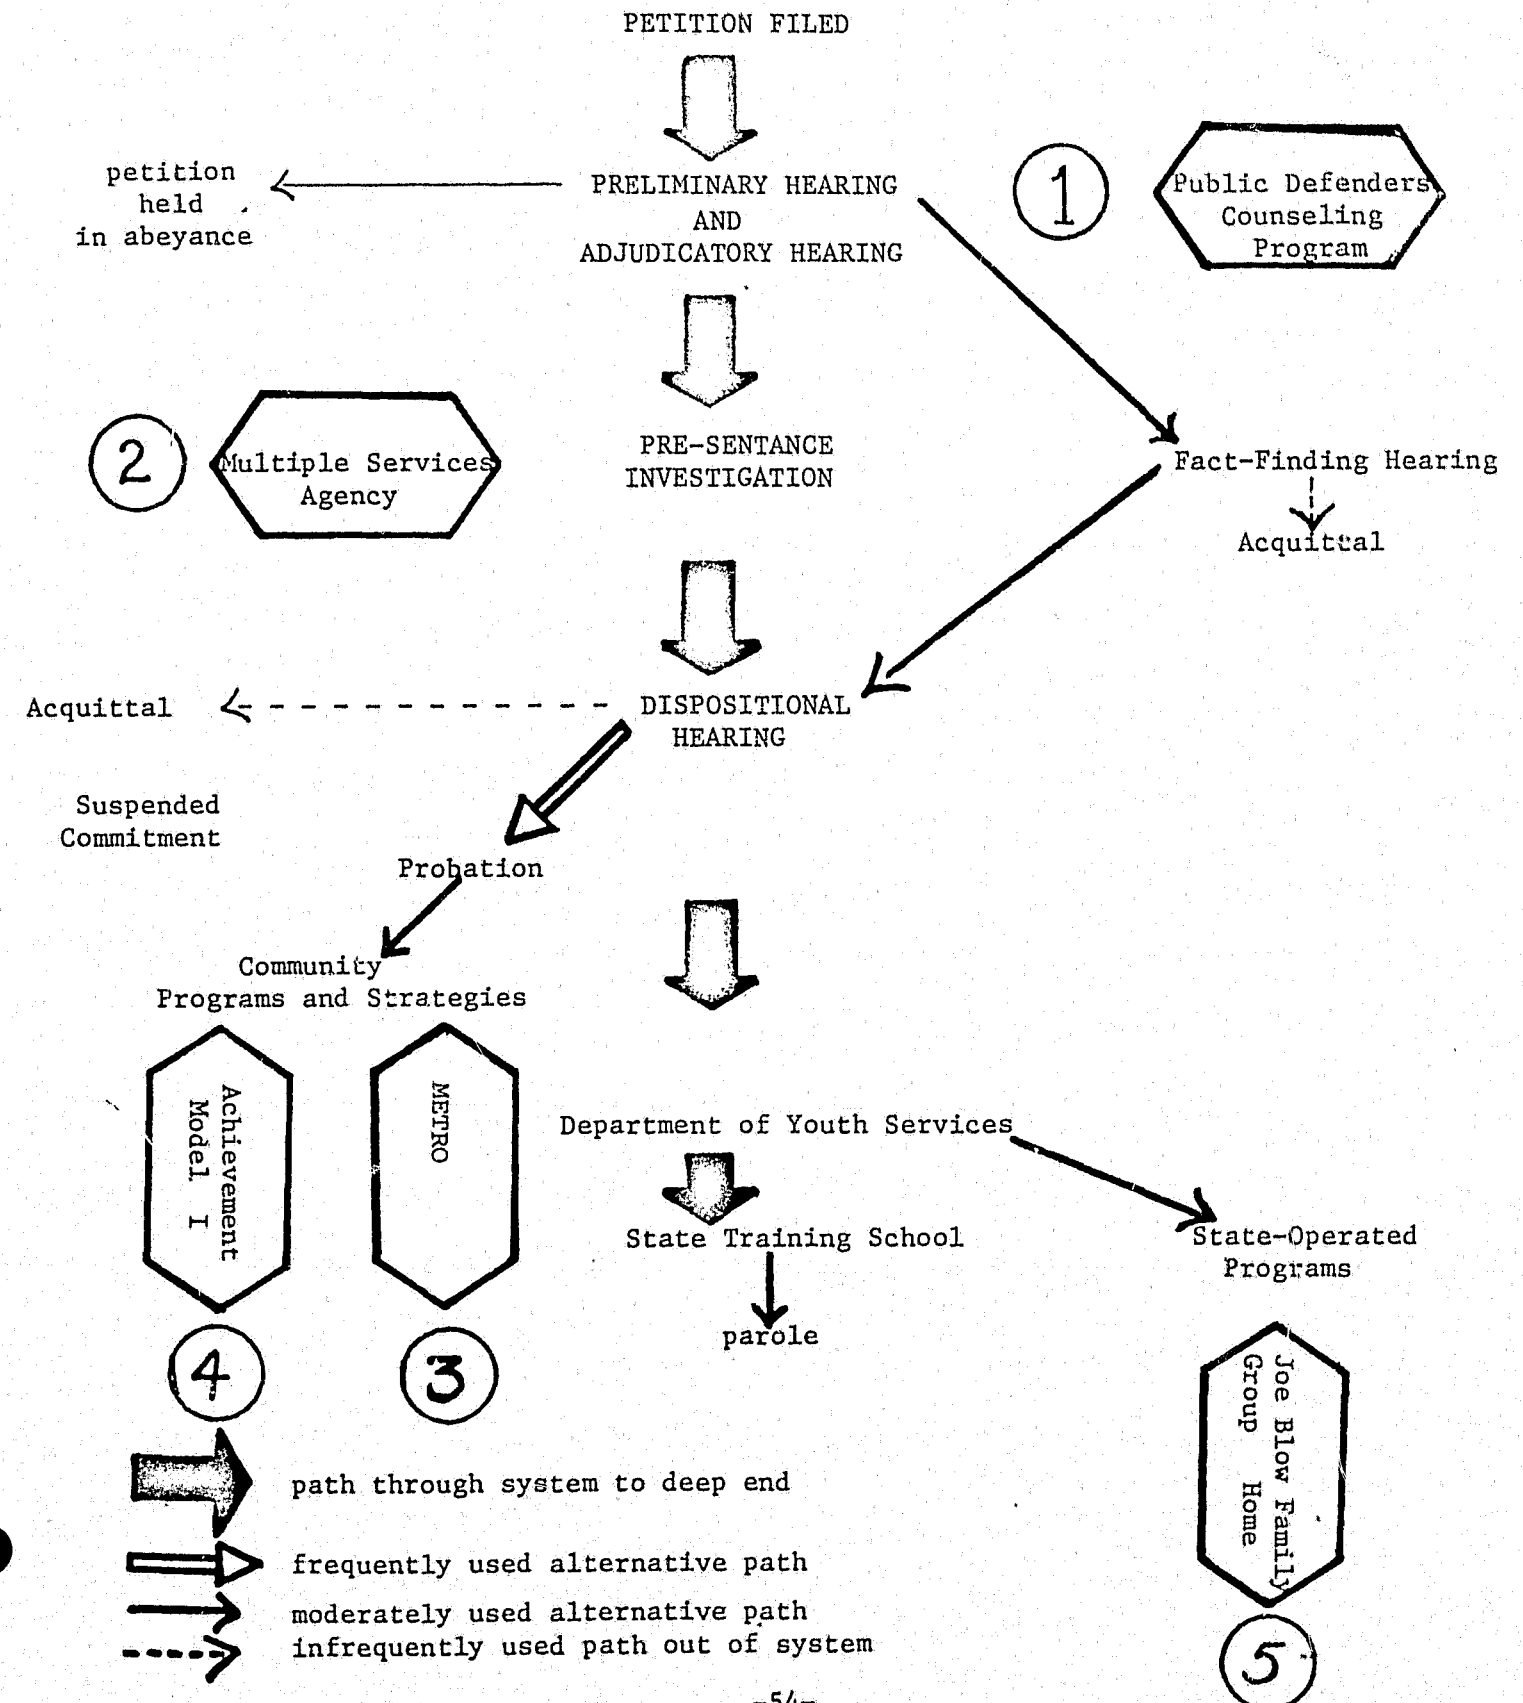 PETITION FILED
petition
held
in abeyance
PRELIMINARY HEARING
AND
ADJUDICATORY HEARING
1
Public Defenders
Counseling
Program
2
Multiple Services
Agency
PRE-SENTANCE
INVESTIGATION
Fact-Finding Hearing
Acquittal
Acquittal
DISPOSITIONAL
HEARING
Suspended
Commitment
Probation
Community
Programs and Strategies
Achievement
Model I
METRO
Department of Youth Services
State Training School
parole
State-Operated
Programs
Joe Blow Family
Group Home
4
3
5
path through system to deep end
frequently used alternative path
moderately used alternative path
infrequently used path out of system
-54-